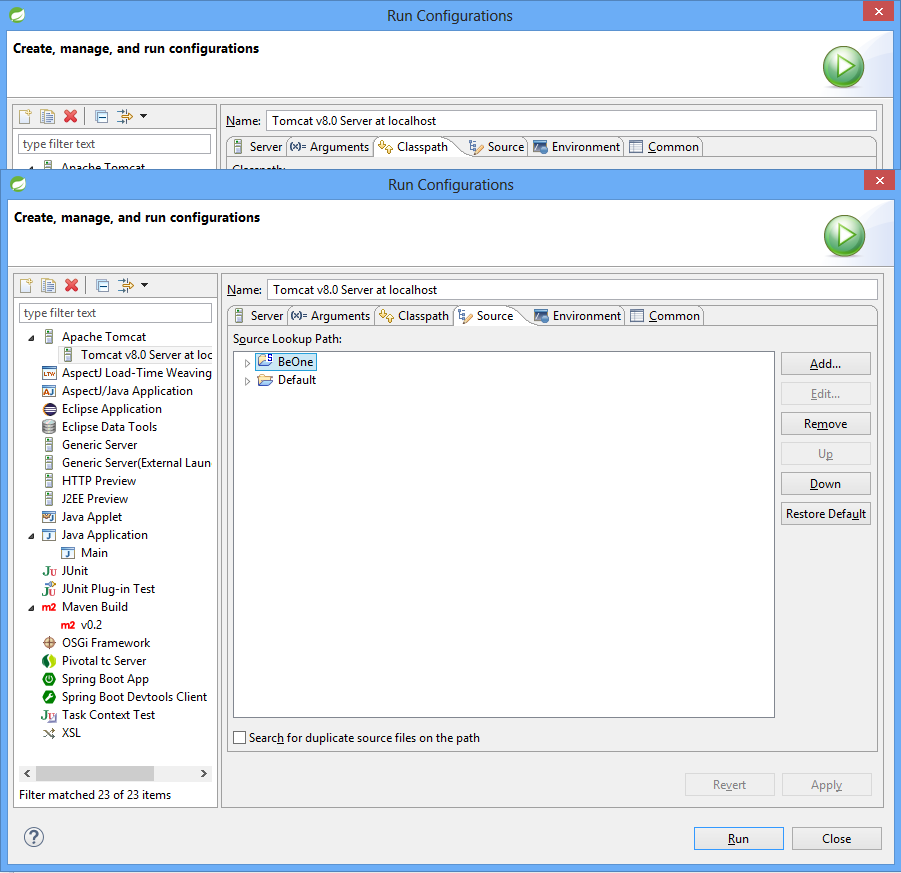 Run Configurations
Create, manage, and run configurations
Name: Tomcat v8.0 Server at localhost
type filter text
Server (x)= Arguments Classpath Source Environment Common
Apache Tomcat
Classpath:
Run Configurations
Create, manage, and run configurations
Name: Tomcat v8.0 Server at localhost
type filter text
Server (x)= Arguments Classpath Source Environment Common
Source Lookup Path:
Apache Tomcat
Tomcat v8.0 Server at loc
AspectJ Load-Time Weaving
AspectJ/Java Application
Eclipse Application
Eclipse Data Tools
Generic Server
Generic Server(External Laun
HTTP Preview
J2EE Preview
Java Applet
Java Application
Main
JUnit
JUnit Plug-in Test
m2 Maven Build
m2 v0.2
OSGi Framework
Pivotal tc Server
Spring Boot App
Spring Boot Devtools Client
Task Context Test
XSL
Filter matched 23 of 23 items
BeOne
Default
Add...
Edit...
Remove
Up
Down
Restore Default
Search for duplicate source files on the path
Revert Apply
Run Close